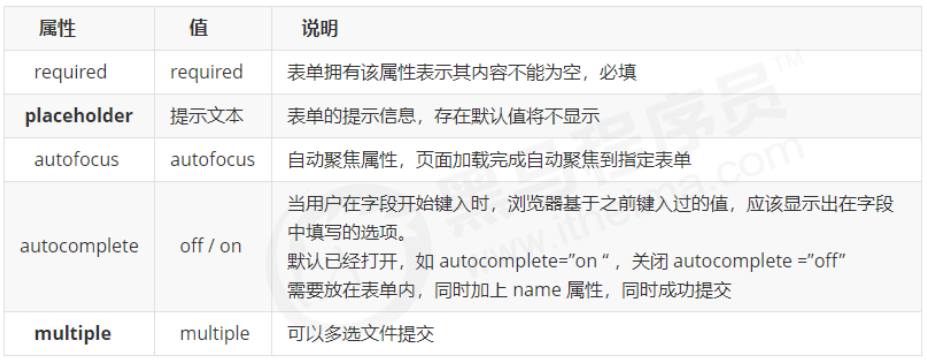 属性 值 说明
required required 表单拥有该属性表示其内容不能为空，必填
placeholder 提示文本 表单的提示信息，存在默认值将不显示
autofocus autofocus 自动聚焦属性，页面加载完成自动聚焦到指定表单
autocomplete off / on 当用户在字段开始键入时，浏览器基于之前键入过的值，应该显示出在字段
中填写的选项。
默认已经打开，如 autocomplete=”on “ ，关闭 autocomplete =”off”
需要放在表单内，同时加上 name 属性，同时成功提交
multiple multiple 可以多选文件提交
黑马程序员™
www.itheima.com